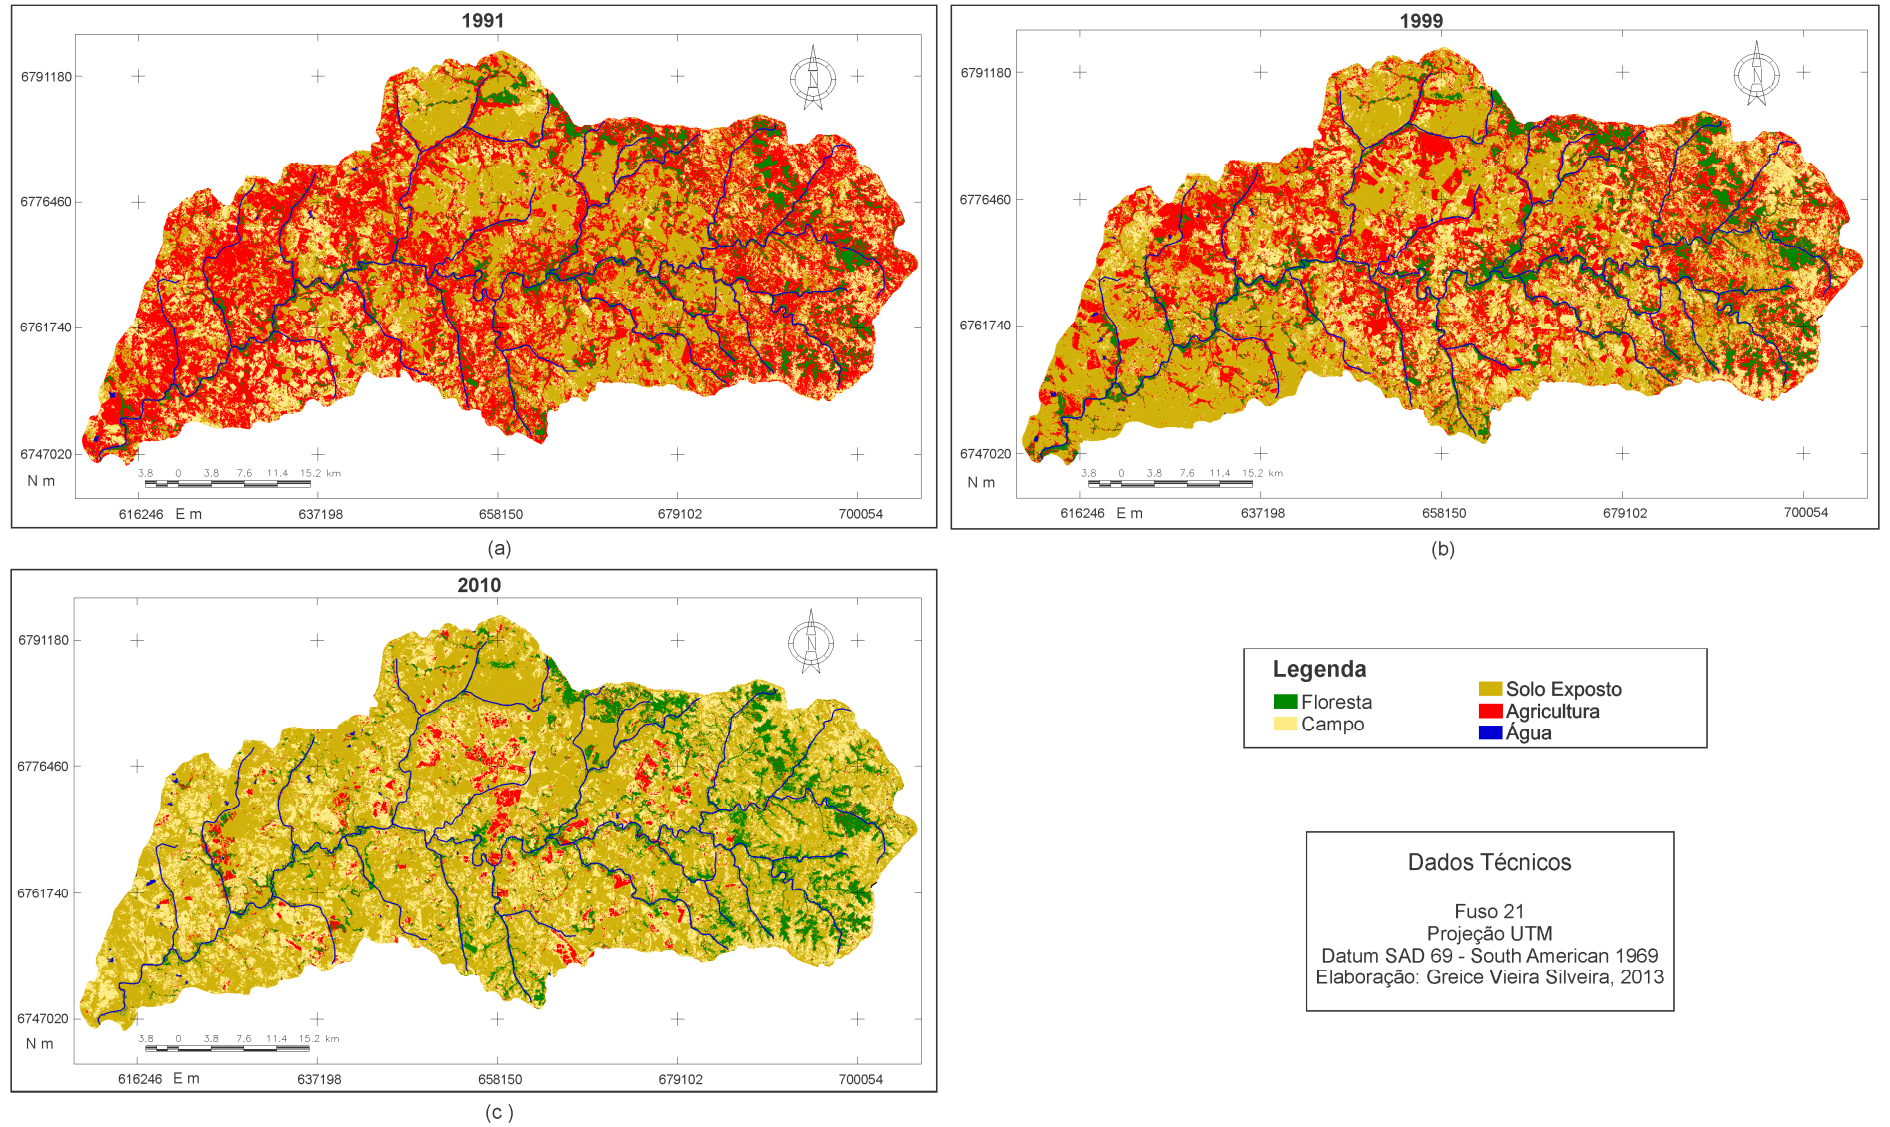 1991
6791180
6776460
6761740
6747020
N m
3.8 0 3.8 7.6 11.4 15.2 km
616246 E m 637198 658150 679102 700054
N
(a)
1999
6791180
6776460
6761740
6747020
N m
3.8 0 3.8 7.6 11.4 15.2 km
616246 E m 637198 658150 679102 700054
N
(b)
2010
6791180
6776460
6761740
6747020
N m
3.8 0 3.8 7.6 11.4 15.2 km
616246 E m 637198 658150 679102 700054
N
(c )
Legenda
Floresta
Campo
Solo Exposto
Agricultura
Água
Dados Técnicos
Fuso 21
Projeção UTM
Datum SAD 69 - South American 1969
Elaboração: Greice Vieira Silveira, 2013